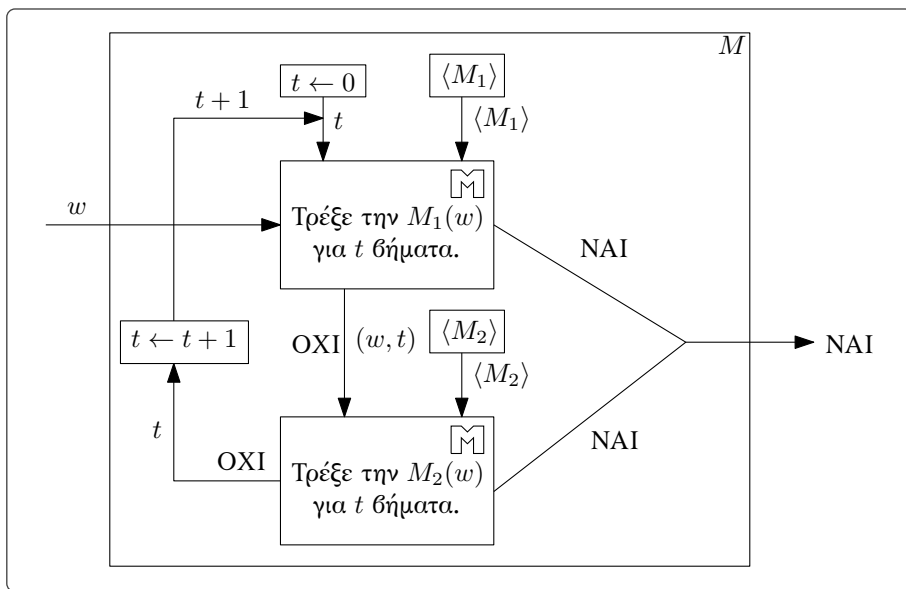 M
t ← 0
⟨M₁⟩
t + 1
t
⟨M₁⟩
w
Τρέξε την M₁(w)
για t βήματα.
ΝΑΙ
t ← t + 1
ΟΧΙ
(w, t)
⟨M₂⟩
ΝΑΙ
⟨M₂⟩
t
ΟΧΙ
Τρέξε την M₂(w)
για t βήματα.
ΝΑΙ